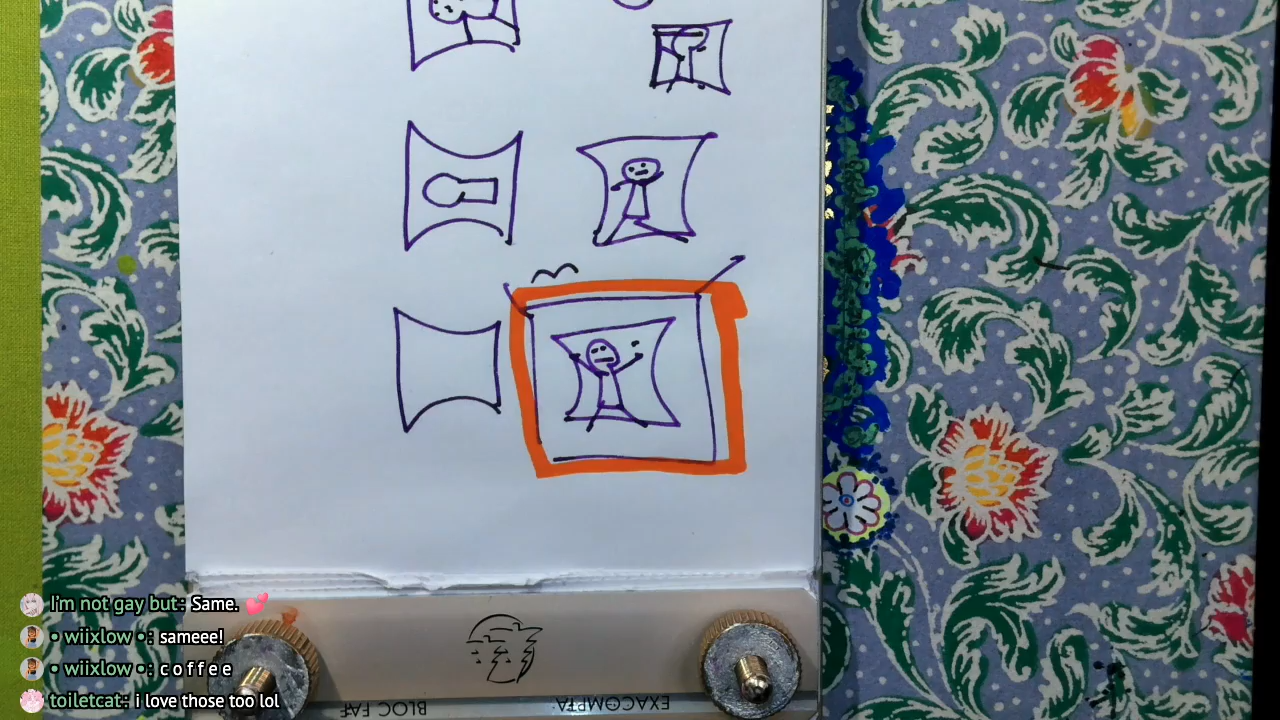 I'm not gay but: Same. 💕
• wiixlow •: sameee!
• wiixlow •: c o f f e e
toiletcat: i love those too lol
EXACOMPTA.
BLOC FAF